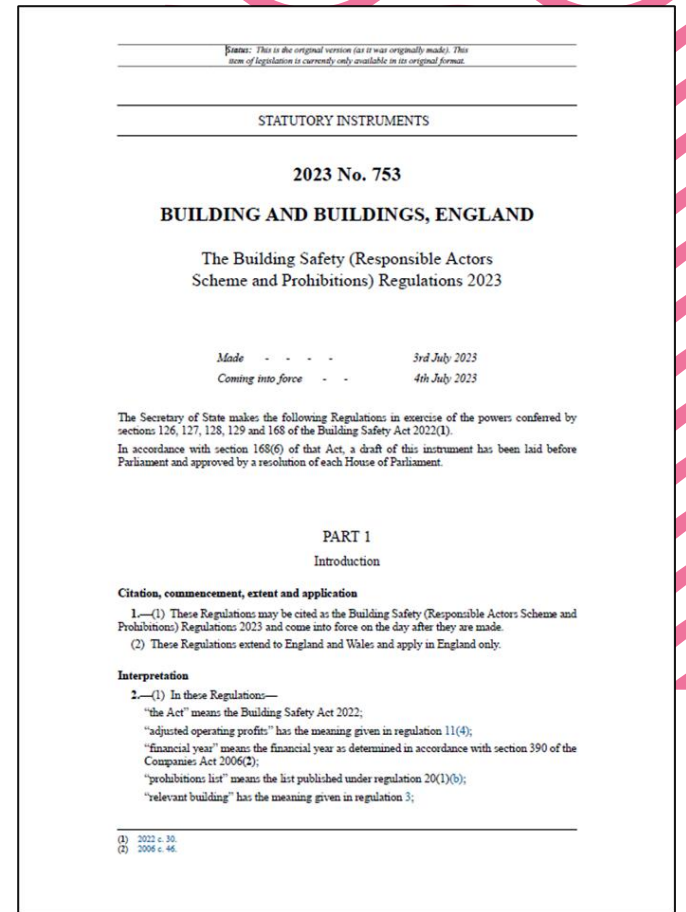 Status: This is the original version (as it was originally made). This
item of legislation is currently only available in its original format.
STATUTORY INSTRUMENTS
2023 No. 753
BUILDING AND BUILDINGS, ENGLAND
The Building Safety (Responsible Actors
Scheme and Prohibitions) Regulations 2023
Made - - - - 3rd July 2023
Coming into force - - 4th July 2023
The Secretary of State makes the following Regulations in exercise of the powers conferred by
sections 126, 127, 128, 129 and 168 of the Building Safety Act 2022(1).
In accordance with section 168(6) of that Act, a draft of this instrument has been laid before
Parliament and approved by a resolution of each House of Parliament.
PART 1
Introduction
Citation, commencement, extent and application
1.—(1) These Regulations may be cited as the Building Safety (Responsible Actors Scheme and
Prohibitions) Regulations 2023 and come into force on the day after they are made.
(2) These Regulations extend to England and Wales and apply in England only.
Interpretation
2.—(1) In these Regulations—
“the Act” means the Building Safety Act 2022;
“adjusted operating profits” has the meaning given in regulation 11(4);
“financial year” means the financial year as determined in accordance with section 390 of the
Companies Act 2006(2);
“prohibitions list” means the list published under regulation 20(1)(b);
“relevant building” has the meaning given in regulation 3;
(1) 2022 c. 30.
(2) 2006 c. 46.